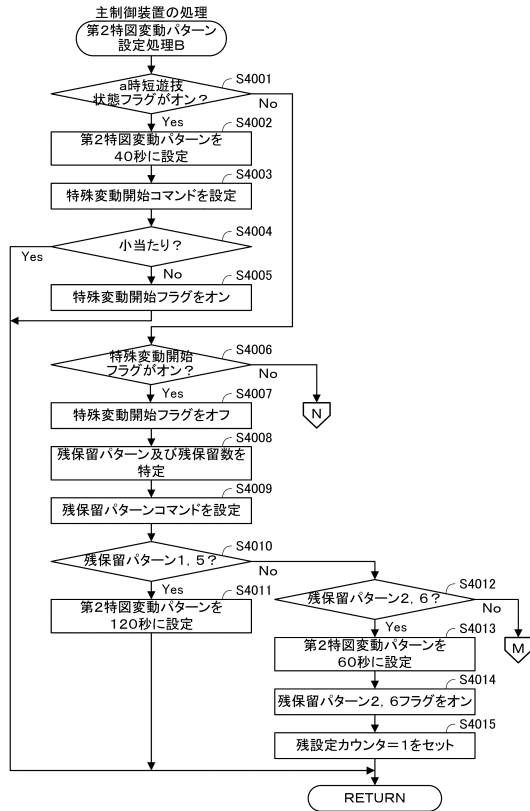 主制御装置の処理
第2特図変動パターン
設定処理B
S4001
a時短遊技
状態フラグがオン?
No
Yes
S4002
第2特図変動パターンを
40秒に設定
S4003
特殊変動開始コマンドを設定
S4004
小当たり?
Yes
No
S4005
特殊変動開始フラグをオン
S4006
特殊変動開始
フラグがオン?
No
Yes
N
S4007
特殊変動開始フラグをオフ
S4008
残保留パターン及び残保留数を
特定
S4009
残保留パターンコマンドを設定
S4010
残保留パターン1, 5?
No
Yes
S4011
第2特図変動パターンを
120秒に設定
S4012
残保留パターン2, 6?
No
Yes
M
S4013
第2特図変動パターンを
60秒に設定
S4014
残保留パターン2, 6フラグをオン
S4015
残設定カウンタ=1をセット
RETURN